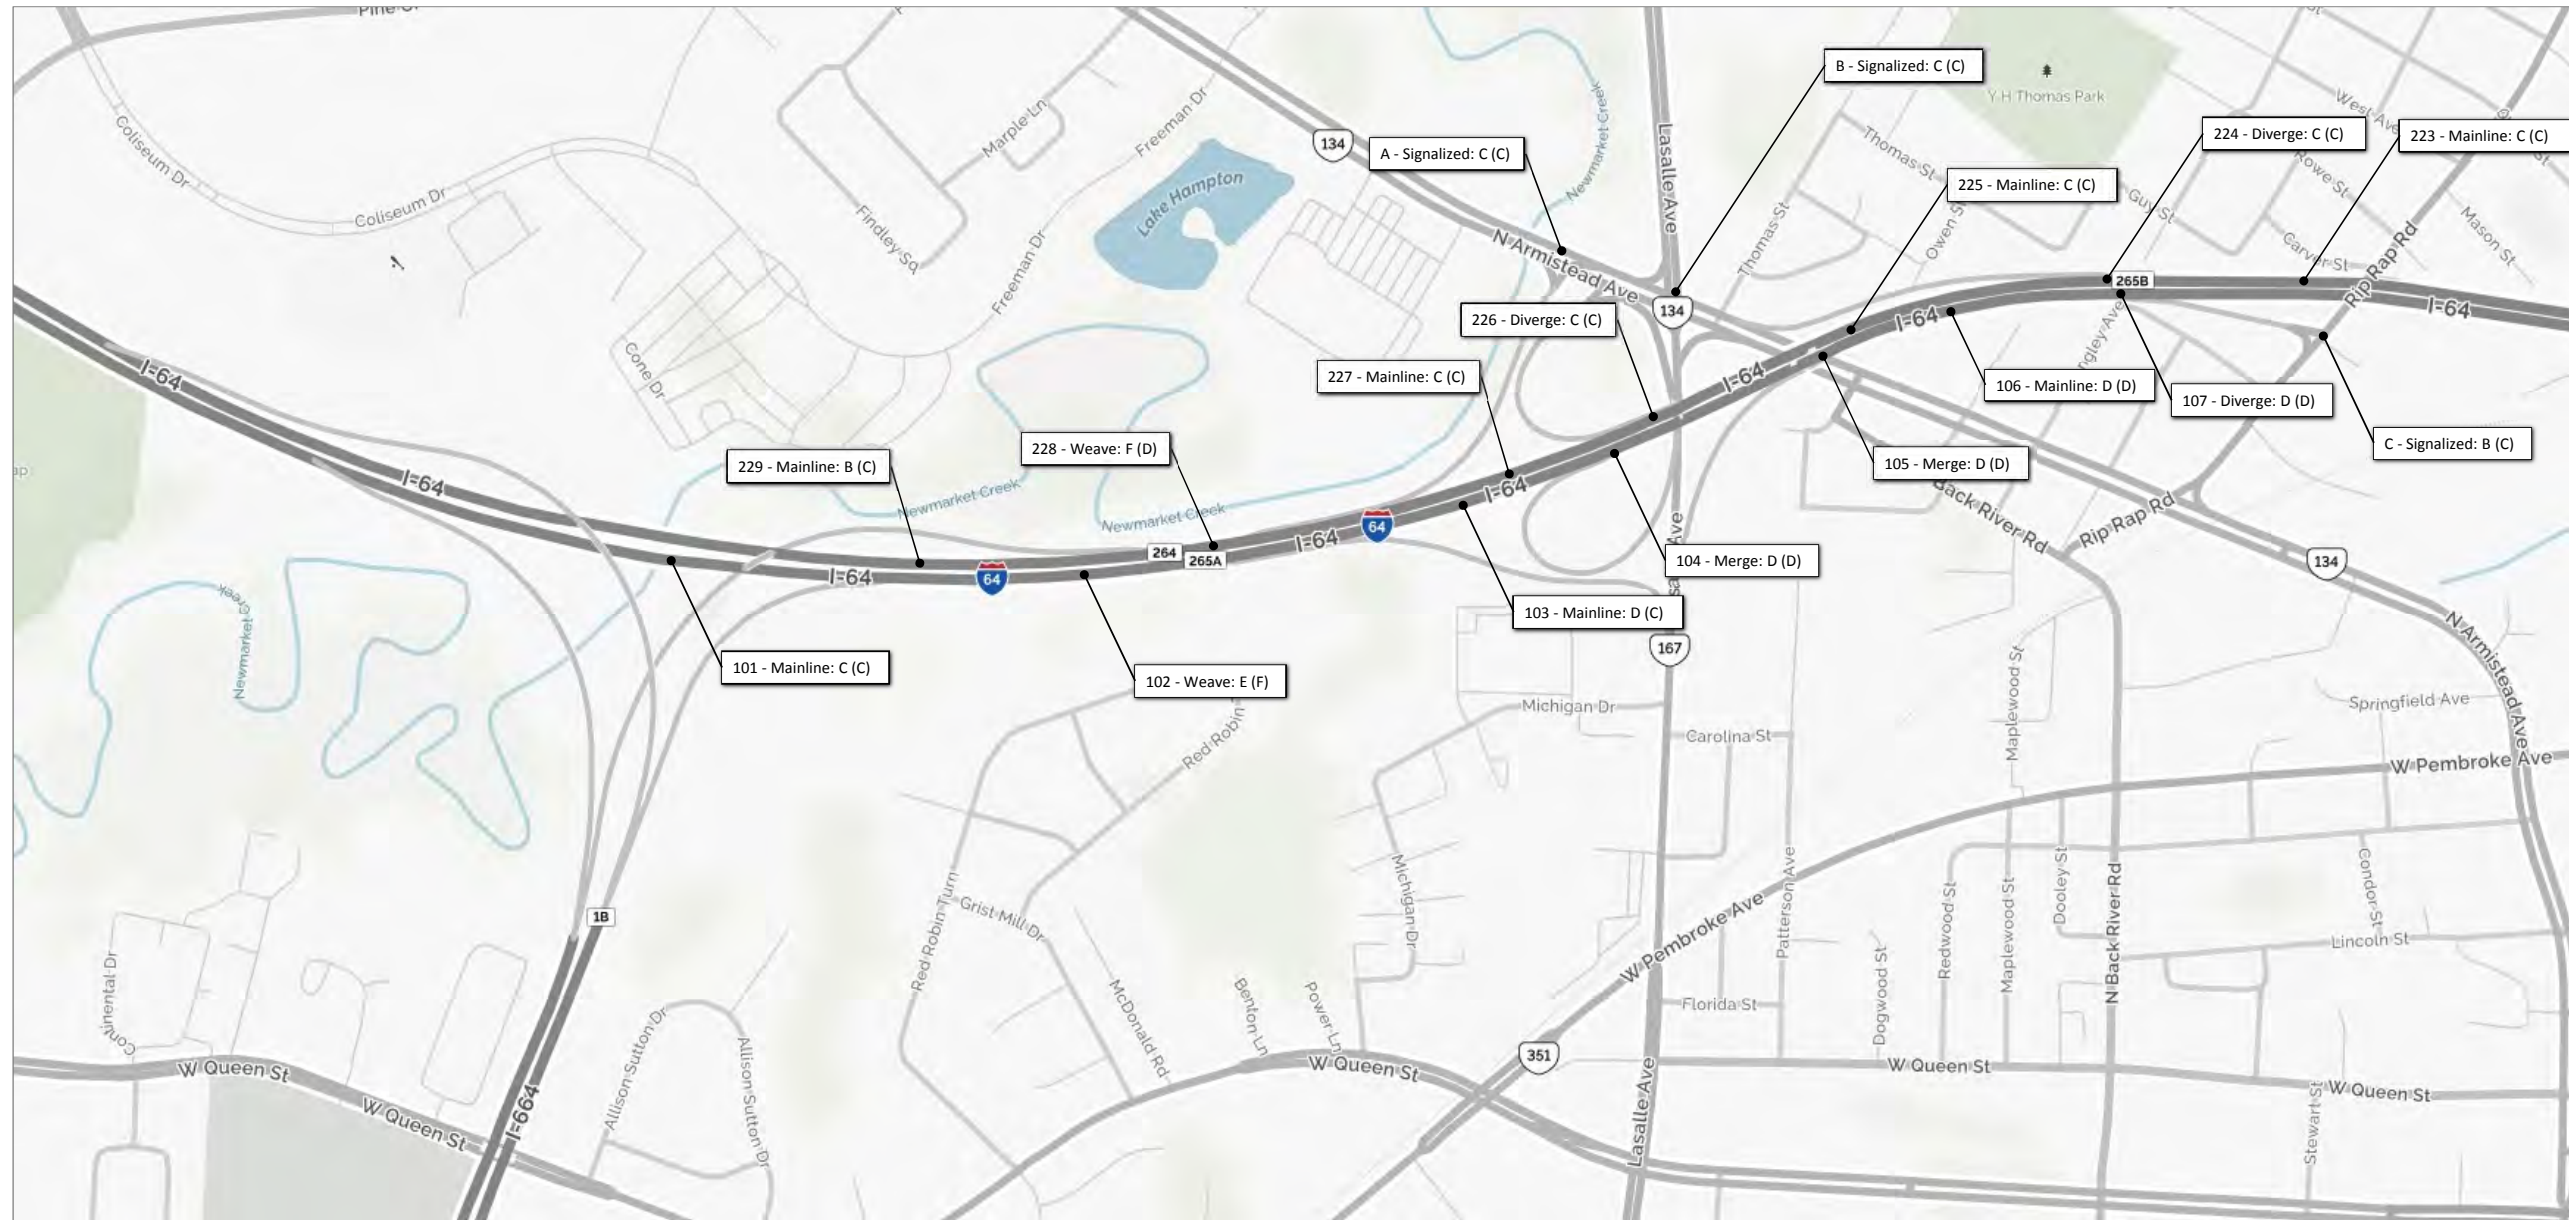 Coliseum Dr
Coliseum Dr
Marple Ln
Freeman Dr
Findley Sq
Freeman Dr
Lake Hampton
134
A - Signalized: C (C)
Newmarket Creek
Lasalle Ave
B - Signalized: C (C)
Y H Thomas Park
Thomas St
Thomas St
Owen St
Guy St
225 - Mainline: C (C)
224 - Diverge: C (C)
223 - Mainline: C (C)
West Ave
Rowe St
Mason St
Carver St
Rip Rap Rd
N Armistead Ave
134
265B
I-64
I-64
I-64
226 - Diverge: C (C)
227 - Mainline: C (C)
106 - Mainline: D (D)
107 - Diverge: D (D)
C - Signalized: B (C)
105 - Merge: D (D)
Back River Rd
Rip Rap Rd
134
N Armistead Ave
I-64
I-64
Cone Dr
229 - Mainline: B (C)
228 - Weave: F (D)
Newmarket Creek
Newmarket Creek
264
265A
64
64
I-64
I-64
I-64
104 - Merge: D (D)
103 - Mainline: D (C)
101 - Mainline: C (C)
102 - Weave: E (F)
167
Newmarket Creek
Michigan Dr
Carolina St
Maplewood St
Springfield Ave
W Pembroke Ave
Red Robin
Red Robin Turn
Grist Mill Dr
McDonald Rd
Benton Ln
Power Ln
Michigan Dr
W Pembroke Ave
Patterson Ave
Florida St
Dogwood St
Redwood St
Maplewood St
Dooley St
N Back River Rd
Condor St
Lincoln St
1B
Continental Dr
W Queen St
W Queen St
I-664
Allison Sutton Dr
Allison Sutton Dr
W Queen St
351
Lasalle Ave
W Queen St
W Queen St
Stewart St